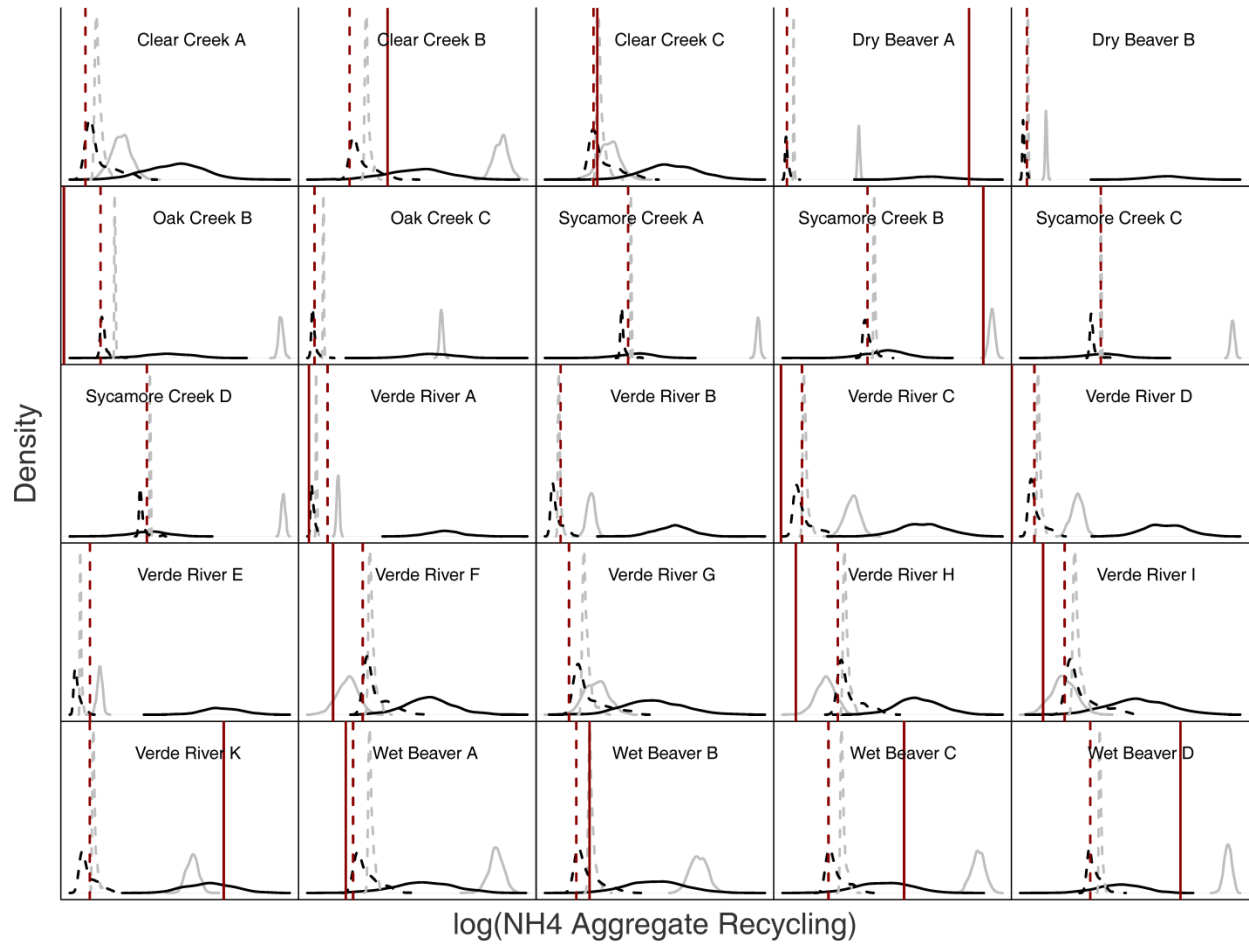 Clear Creek A
Clear Creek B
Clear Creek C
Dry Beaver A
Dry Beaver B
Oak Creek B
Oak Creek C
Sycamore Creek A
Sycamore Creek B
Sycamore Creek C
Sycamore Creek D
Verde River A
Verde River B
Verde River C
Verde River D
Verde River E
Verde River F
Verde River G
Verde River H
Verde River I
Verde River K
Wet Beaver A
Wet Beaver B
Wet Beaver C
Wet Beaver D
Density
log(NH4 Aggregate Recycling)